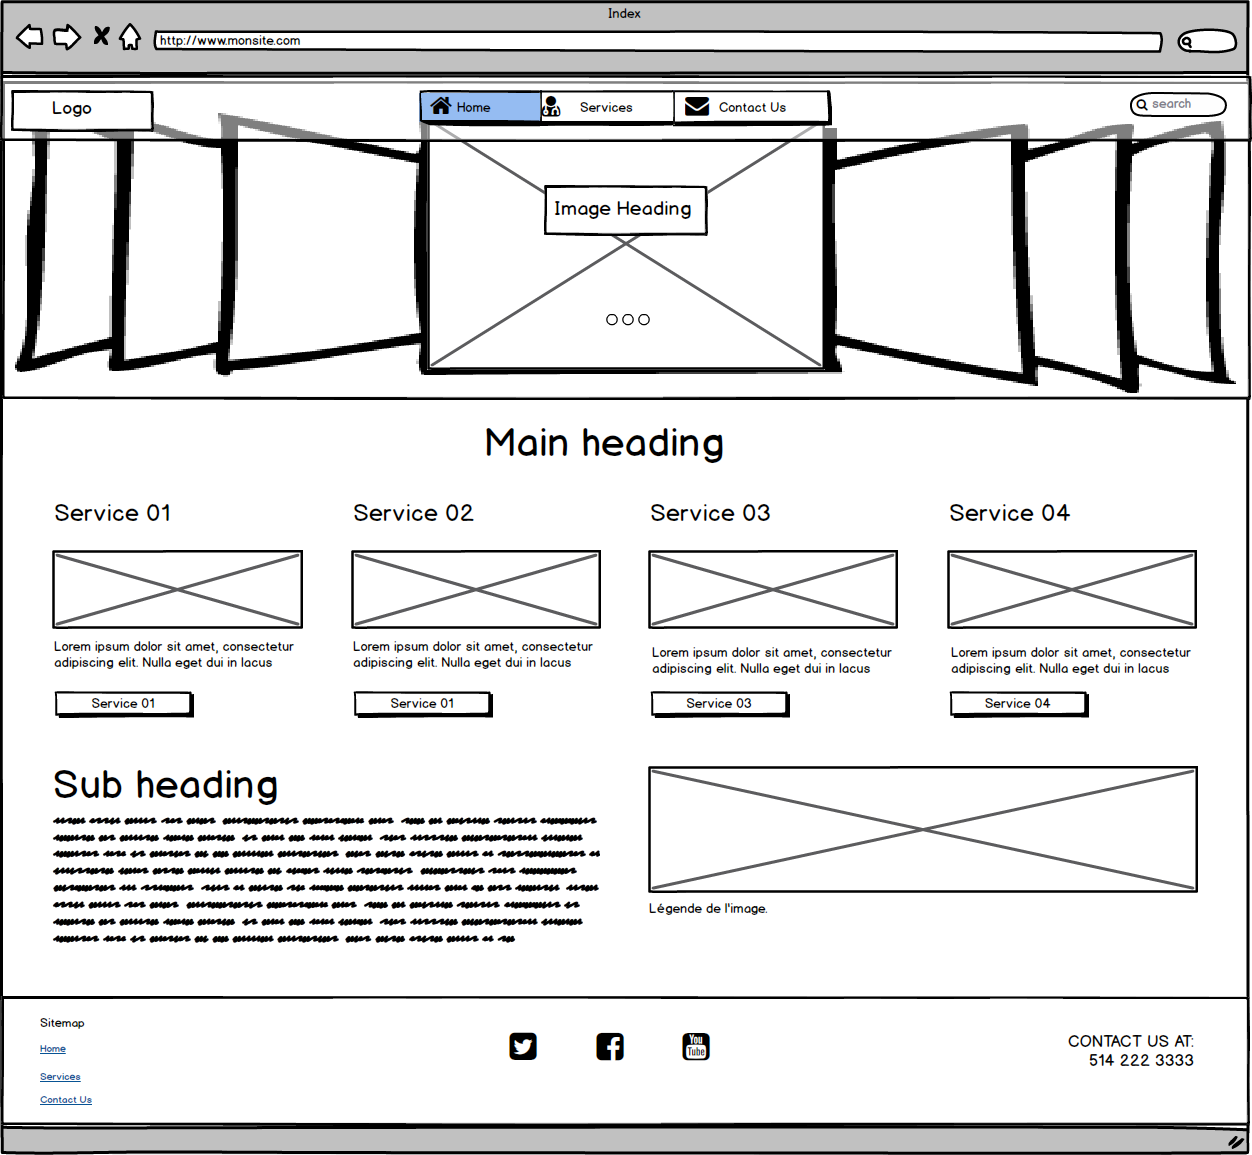 Index
http://www.monsite.com
Logo
Home
Services
Contact Us
search
Image Heading
Main heading
Service 01
Service 02
Service 03
Service 04
Lorem ipsum dolor sit amet, consectetur
adipiscing elit. Nulla eget dui in lacus
Lorem ipsum dolor sit amet, consectetur
adipiscing elit. Nulla eget dui in lacus
Lorem ipsum dolor sit amet, consectetur
adipiscing elit. Nulla eget dui in lacus
Lorem ipsum dolor sit amet, consectetur
adipiscing elit. Nulla eget dui in lacus
Service 01
Service 01
Service 03
Service 04
Sub heading
Légende de l'image.
Sitemap
Home
Services
Contact Us
You
Tube
CONTACT US AT:
514 222 3333